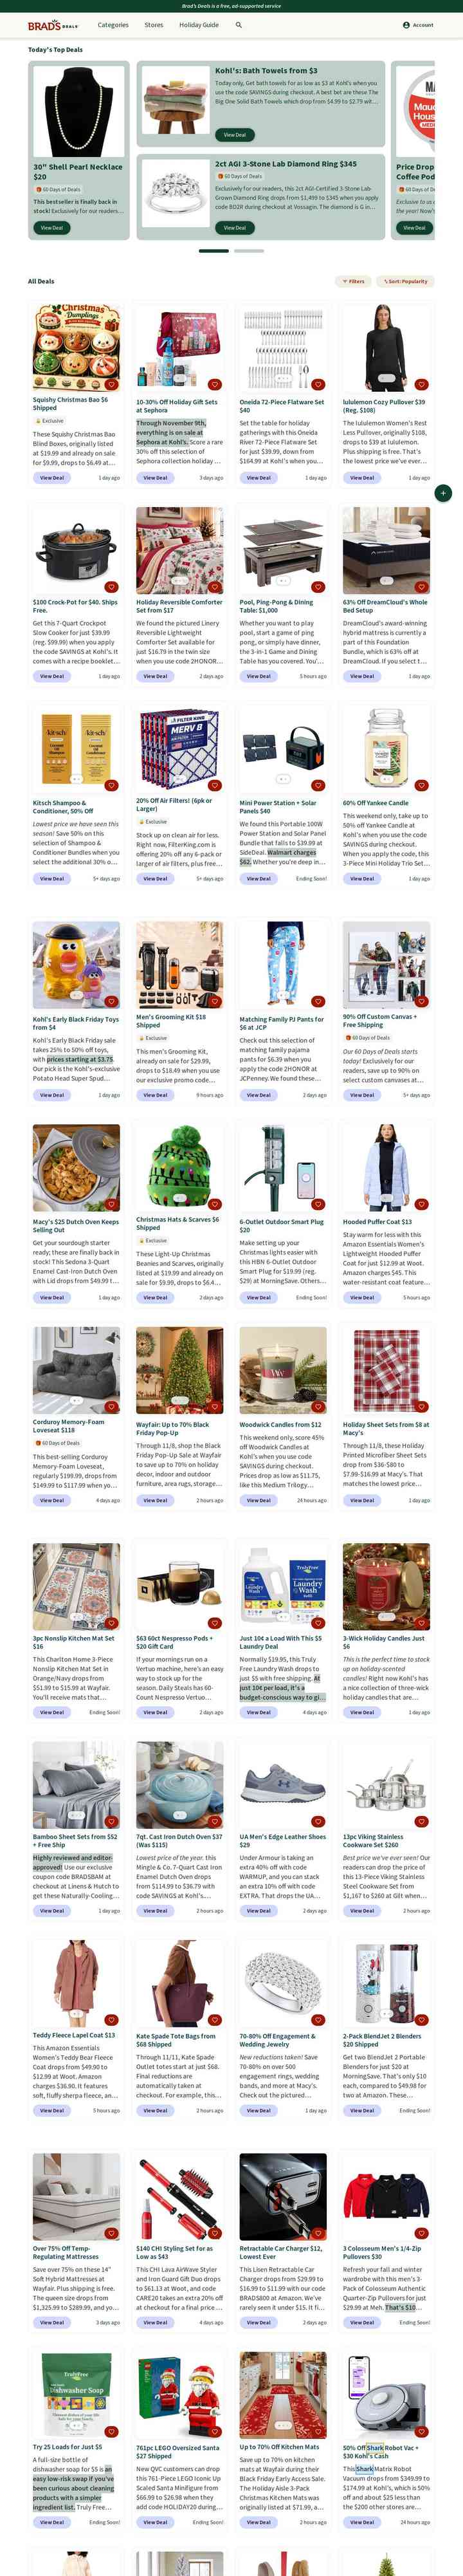 Brad's Deals is a free, ad-supported service
BRAD'S DEALS
Categories
Stores
Holiday Guide
Account
Today's Top Deals
30" Shell Pearl Necklace
$20
60 Days of Deals
This bestseller is finally back in
stock! Exclusively for our readers...
View Deal
Kohl's: Bath Towels from $3
Today only, Get bath towels for as low as $3 at Kohl's when you
use the code SAVINGS during checkout. A best bet are these The
Big One Solid Bath Towels which drop from $4.99 to $2.79 wit...
View Deal
2ct AGI 3-Stone Lab Diamond Ring $345
60 Days of Deals
Exclusively for our readers, this 2ct AGI-Certified 3-Stone Lab-
Grown Diamond Ring drops from $1,499 to $345 when you apply
code BD2R during checkout at Vossagin. The diamond is G in...
View Deal
Price Drop
Coffee Pod
60 Days of De
View Deal
All Deals
Filters
Sort: Popularity
Squishy Christmas Bao $6
Shipped
Exclusive
These Squishy Christmas Bao
Blind Boxes, originally listed
at $19.99 and already on sale
for $9.99, drops to $6.49 at...
View Deal
1 day ago
10-30% Off Holiday Gift Sets
at Sephora
Through November 9th,
everything is on sale at
Sephora at Kohl's. Score a rare
30% off this selection of
Sephora collection holiday ...
View Deal
3 days ago
Oneida 72-Piece Flatware Set
$40
Set the table for holiday
gatherings with this Oneida
River 72-Piece Flatware Set
for just $39.99, down from
$164.99 at Kohl's when you...
View Deal
1 day ago
lululemon Cozy Pullover $39
(Reg. $108)
The lululemon Women's Rest
Less Pullover, originally $108,
drops to $39 at lululemon.
Plus shipping is free. That's
the lowest price we've ever...
View Deal
1 day ago
$100 Crock-Pot for $40. Ships
Free.
Get this 7-Quart Crockpot
Slow Cooker for just $39.99
(reg. $99.99) when you apply
the code SAVINGS at Kohl's. It
comes with a recipe booklet...
View Deal
1 day ago
Holiday Reversible Comforter
Set from $17
We found the pictured Linery
Reversible Lightweight
Comforter Set available for
just $16.79 in the twin size
when you use code 2HONOR...
View Deal
2 days ago
Pool, Ping-Pong & Dining
Table: $1,000
Whether you want to play
pool, start a game of ping
pong, or simply have dinner,
the 3-in-1 Game and Dining
Table has you covered. You'...
View Deal
5 hours ago
63% Off DreamCloud's Whole
Bed Setup
DreamCloud's award-winning
hybrid mattress is currently a
part of this Foundation
Bundle, which is 63% off at
DreamCloud. If you select t...
View Deal
1 day ago
Kitsch Shampoo &
Conditioner, 50% Off
Lowest price we have seen this
season! Save 50% on this
selection of Shampoo &
Conditioner Bundles when you
select the additional 30% o...
View Deal
5+ days ago
20% Off Air Filters! (6pk or
Larger)
Exclusive
Stock up on clean air for less.
Right now, FilterKing.com is
offering 20% off any 6-pack or
larger of air filters, plus free...
View Deal
5+ days ago
Mini Power Station + Solar
Panels $40
We found this Portable 100W
Power Station and Solar Panel
Bundle that falls to $39.99 at
SideDeal. Walmart charges
$62. Whether you're deep in...
View Deal
Ending Soon!
60% Off Yankee Candle
This weekend only, take up to
50% off Yankee Candle at
Kohl's when you use the code
SAVINGS during checkout.
When you apply the code, this
3-Piece Mini Holiday Trio Set...
View Deal
1 day ago
Kohl's Early Black Friday Toys
from $4
Kohl's Early Black Friday sale
takes 25% to 50% off toys,
with prices starting at $3.75.
Our pick is the Kohl's-exclusive
Potato Head Super Spud...
View Deal
1 day ago
Men's Grooming Kit $18
Shipped
Exclusive
This men's Grooming Kit,
already on sale for $29.99,
drops to $18.49 when you use
our exclusive promo code...
View Deal
9 hours ago
Matching Family PJ Pants for
$6 at JCP
Check out this selection of
matching family pajama
pants for $6.39 when you
apply the code 2HONOR at
JCPenney. We found these...
View Deal
2 days ago
90% Off Custom Canvas +
Free Shipping
60 Days of Deals
Our 60 Days of Deals starts
today! Exclusively for our
readers, save up to 90% on
select custom canvases at...
View Deal
5+ days ago
Macy's $25 Dutch Oven Keeps
Selling Out
Get your sourdough starter
ready; these are finally back in
stock! This Sedona 3-Quart
Enamel Cast-Iron Dutch Oven
with Lid drops from $49.99 t...
View Deal
1 day ago
Christmas Hats & Scarves $6
Shipped
Exclusive
These Light-Up Christmas
Beanies and Scarves, originally
listed at $19.99 and already on
sale for $9.99, drops to $6.4...
View Deal
2 days ago
6-Outlet Outdoor Smart Plug
$20
Make setting up your
Christmas lights easier with
this HBN 6-Outlet Outdoor
Smart Plug for $19.99 (reg.
$29) at MorningSave. Others...
View Deal
Ending Soon!
Hooded Puffer Coat $13
Stay warm for less with this
Amazon Essentials Women's
Lightweight Hooded Puffer
Coat for just $12.99 at Woot.
Amazon charges $45. This
water-resistant coat feature...
View Deal
5 hours ago
Corduroy Memory-Foam
Loveseat $118
60 Days of Deals
This best-selling Corduroy
Memory-Foam Loveseat,
regularly $199.99, drops from
$149.99 to $117.99 when yo...
View Deal
4 days ago
Wayfair: Up to 70% Black
Friday Pop-Up
Through 11/8, shop the Black
Friday Pop-Up Sale at Wayfair
to save up to 70% on holiday
decor, indoor and outdoor
furniture, area rugs, storage...
View Deal
2 hours ago
Woodwick Candles from $12
This weekend only, score 45%
off Woodwick Candles at
Kohl's when you use code
SAVINGS during checkout.
Prices drop as low as $11.75,
like this Medium Trilogy...
View Deal
24 hours ago
Holiday Sheet Sets from $8 at
Macy's
Through 11/8, these Holiday
Printed Microfiber Sheet Sets
drop from $36-$80 to
$7.99-$16.99 at Macy's. That
matches the lowest price...
View Deal
1 day ago
3pc Nonslip Kitchen Mat Set
$16
This Charlton Home 3-Piece
Nonslip Kitchen Mat Set in
Orange/Navy drops from
$51.99 to $15.99 at Wayfair.
You'll receive mats that...
View Deal
Ending Soon!
$63 60ct Nespresso Pods +
$20 Gift Card
If your mornings run on a
Vertuo machine, here's an easy
way to stock up for the
season. Daily Steals has 60-
Count Nespresso Vertuo...
View Deal
2 days ago
Just 10¢ a Load With This $5
Laundry Deal
Normally $19.95, this Truly
Free Laundry Wash drops to
just $5 with free shipping. At
just 10¢ per load, it's a
budget-conscious way to gi...
View Deal
4 days ago
3-Wick Holiday Candles Just
$6
This is the perfect time to stock
up on holiday-scented
candles! Right now Kohl's has
a nice collection of three-wick
holiday candles that are...
View Deal
1 day ago
Bamboo Sheet Sets from $52
+ Free Ship
Highly reviewed and editor-
approved! Use our exclusive
coupon code BRADSBAM at
checkout at Linens & Hutch to
get these Naturally-Cooling...
View Deal
1 day ago
7qt. Cast Iron Dutch Oven $37
(Was $115)
Lowest price of the year. this
Mingle & Co. 7-Quart Cast Iron
Enamel Dutch Oven drops
from $114.99 to $36.79 with
code SAVINGS at Kohl's....
View Deal
2 hours ago
UA Men's Edge Leather Shoes
$29
Under Armour is taking an
extra 40% off with code
WARMUP, and you can stack
an extra 10% off with code
EXTRA. That drops the UA...
View Deal
2 days ago
13pc Viking Stainless
Cookware Set $260
Best price we've ever seen! Our
readers can drop the price of
this 13-Piece Viking Stainless
Steel Cookware Set from
$1,167 to $260 at Gilt when...
View Deal
2 hours ago
Teddy Fleece Lapel Coat $13
This Amazon Essentials
Women's Teddy Bear Fleece
Coat drops from $49.90 to
$12.99 at Woot. Amazon
charges $36.90. It features
soft, fluffy sherpa fleece, an...
View Deal
5 hours ago
Kate Spade Tote Bags from
$68 Shipped
Through 11/11, Kate Spade
Outlet totes start at just $68.
Final reductions are
automatically taken at
checkout. For example, this...
View Deal
2 hours ago
70-80% Off Engagement &
Wedding Jewelry
New reductions taken! Save
70-80% on over 500
engagement rings, wedding
bands, and more at Macy's.
Check out the pictured...
View Deal
1 day ago
2-Pack BlendJet 2 Blenders
$20 Shipped
Get two BlendJet 2 Portable
Blenders for just $20 at
MorningSave. That's only $10
each, compared to $49.98 for
two at Amazon. These...
View Deal
Ending Soon!
Over 75% Off Temp-
Regulating Mattresses
Save over 75% on these 14"
Soft Hybrid Mattresses at
Wayfair. Plus shipping is free.
The queen size drops from
$1,325.99 to $289.99, and yo...
View Deal
3 days ago
$140 CHI Styling Set for as
Low as $43
This CHI Lava AirWave Styler
and Iron Guard Gift Duo drops
to $61.13 at Woot, and code
CARE20 takes an extra 20% off
at checkout for a final price ...
View Deal
4 days ago
Retractable Car Charger $12,
Lowest Ever
This Lisen Retractable Car
Charger drops from $29.99 to
$16.99 to $11.99 with our code
BRADS800 at Amazon. We've
rarely seen it under $15. It fi...
View Deal
2 days ago
3 Colosseum Men's 1/4-Zip
Pullovers $30
Refresh your fall and winter
wardrobe with this men's 3-
Pack of Colosseum Authentic
Quarter-Zip Pullovers for just
$29.99 at Meh. That's $10...
View Deal
Ending Soon!
Try 25 Loads for Just $5
A full-size bottle of
dishwasher soap for $5 is an
easy low-risk swap if you've
been curious about cleaning
products with a simpler
ingredient list. Truly Free...
View Deal
Ending Soon!
761pc LEGO Oversized Santa
$27 Shipped
New QVC customers can drop
this 761-Piece LEGO Iconic Up
Scaled Santa Minifigure from
$56.99 to $26.98 when they
add code HOLIDAY20 during...
View Deal
Ending Soon!
Up to 70% Off Kitchen Mats
Save up to 70% on kitchen
mats at Wayfair during their
Black Friday Early Access Sale.
The Holiday Aisle 3-Pack
Christmas Kitchen Mats was
originally listed at $71.99, a...
View Deal
2 hours ago
50% Off Shark Robot Vac +
$30 Kohl's Cash
This Shark Matrix Robot
Vacuum drops from $349.99 to
$174.99 at Kohl's, which is 50%
off and about $25 less than
the $200 other stores are...
View Deal
24 hours ago